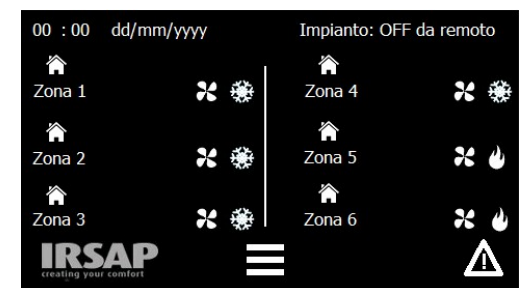 00 : 00 dd/mm/yyyy Impianto: OFF da remoto
Zona 1
Zona 2
Zona 3
Zona 4
Zona 5
Zona 6
IRSAP
creating your comfort